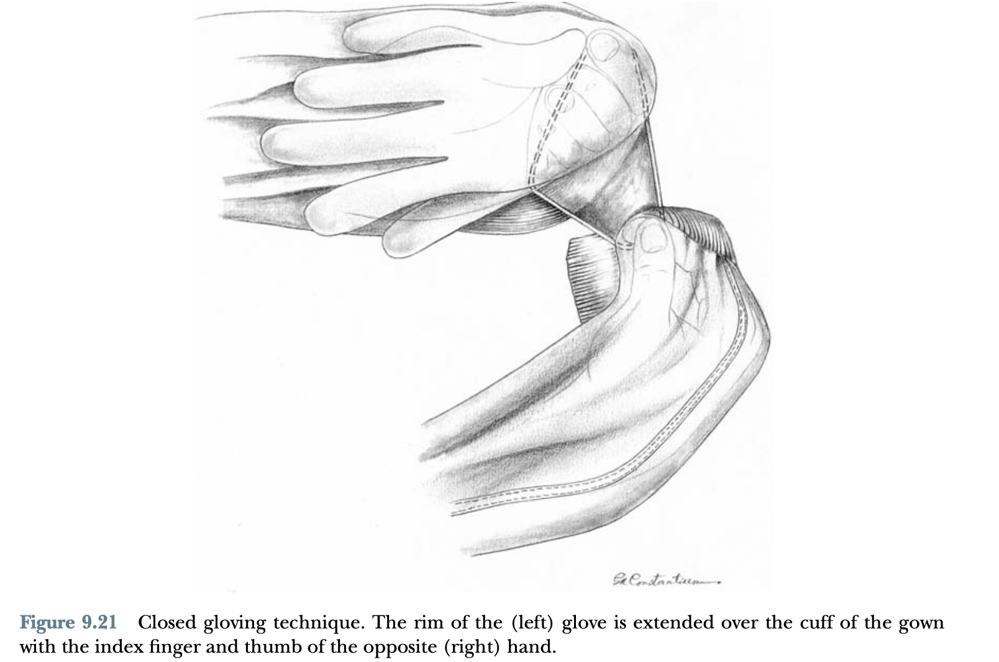 Figure 9.21 Closed gloving technique. The rim of the (left) glove is extended over the cuff of the gown
with the index finger and thumb of the opposite (right) hand.